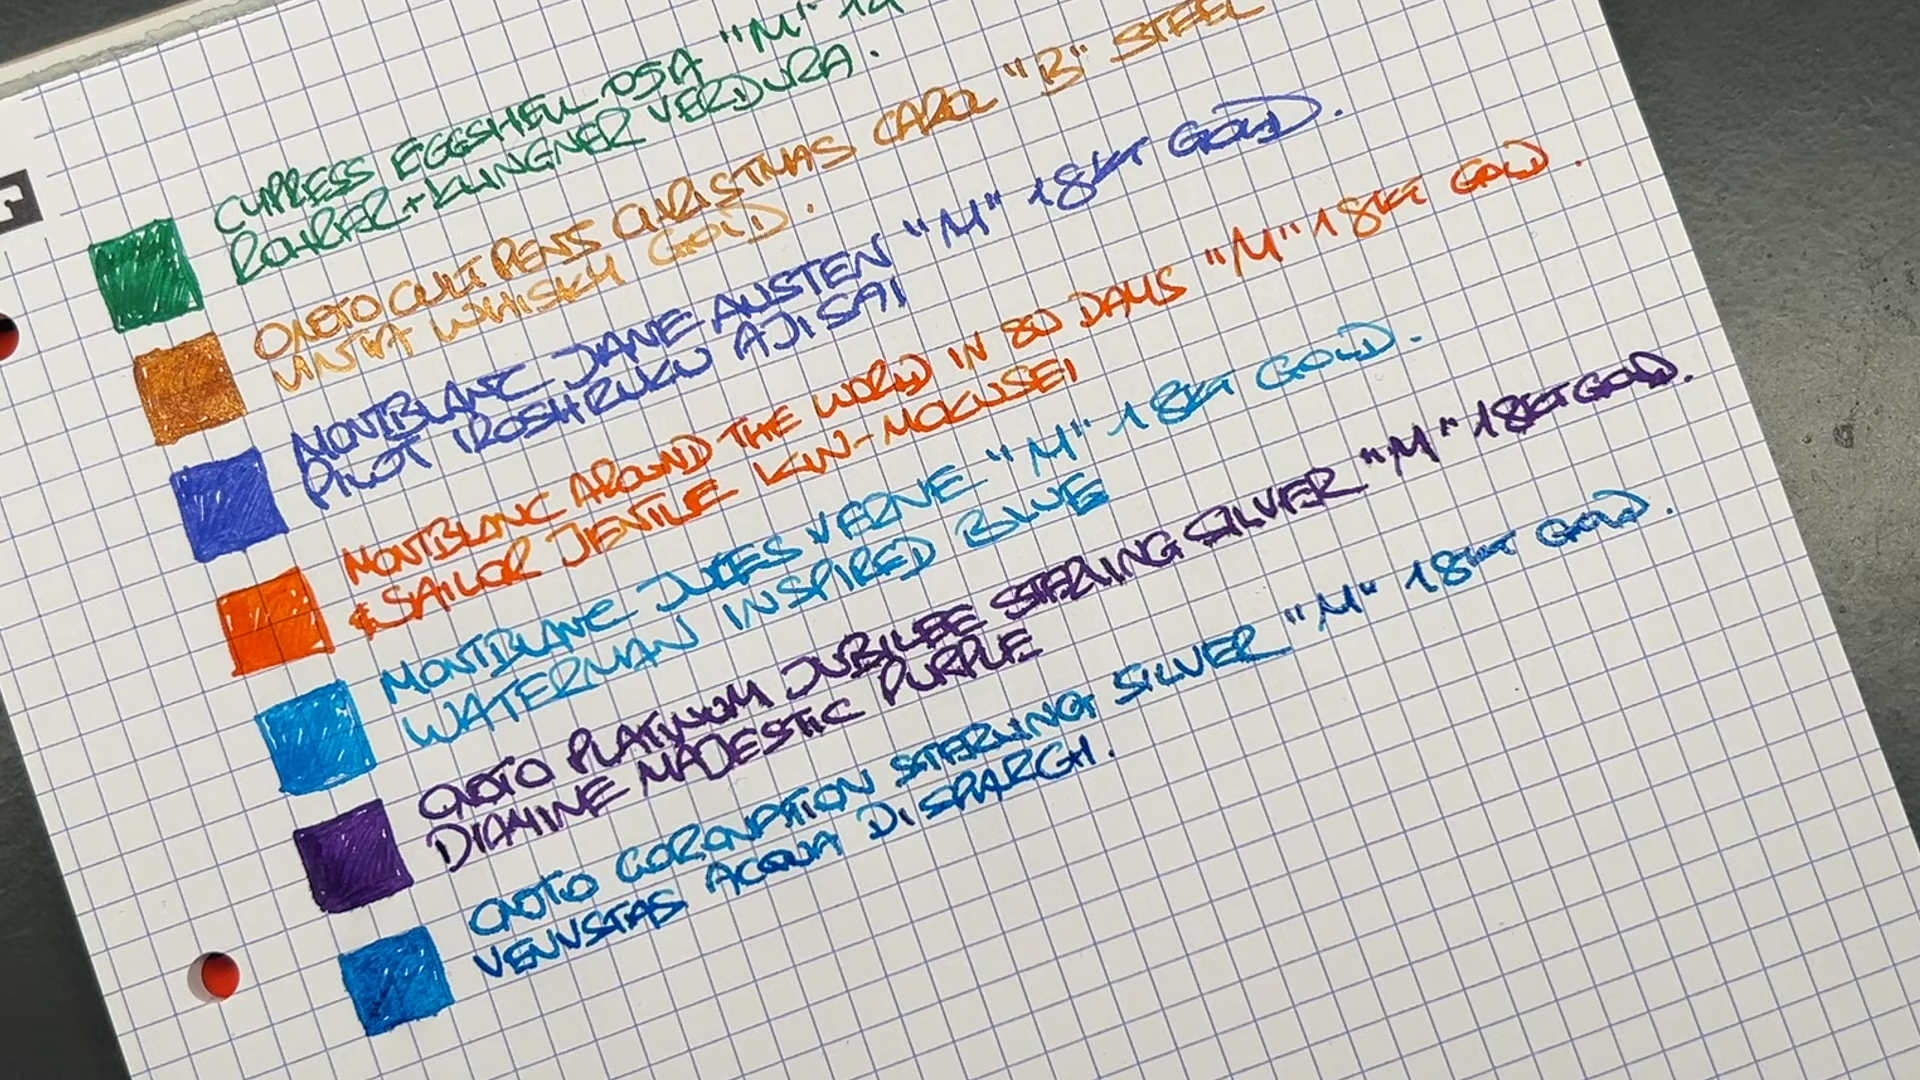 CYPRESS EGGSHELL OSA "M" 14
ROHRER+KLINGNER VERDURA.
ONOTO CULT PENS CHRISTMAS CAROL "B" STEEL
VINTA WHISKY GOLD.
MONTBLANC JANE AUSTEN "M" 18KT GOLD.
PILOT IROSHIZUKU AJISAI
MONTBLANC AROUND THE WORLD IN 80 DAYS "M" 18KT GOLD.
SAILOR JENTILE KIN-MOKUSEI
MONTBLANC JULES VERNE "M" 18KT GOLD.
WATERMAN INSPIRED BLUE
ONOTO PLATINUM JUBILEE STERLING SILVER "M" 18KT GOLD.
DIAMINE MAJESTIC PURPLE
ONOTO CORONATION STERLING SILVER "M" 18KT GOLD.
VENVSTAS ACQUA DI SPARGH.